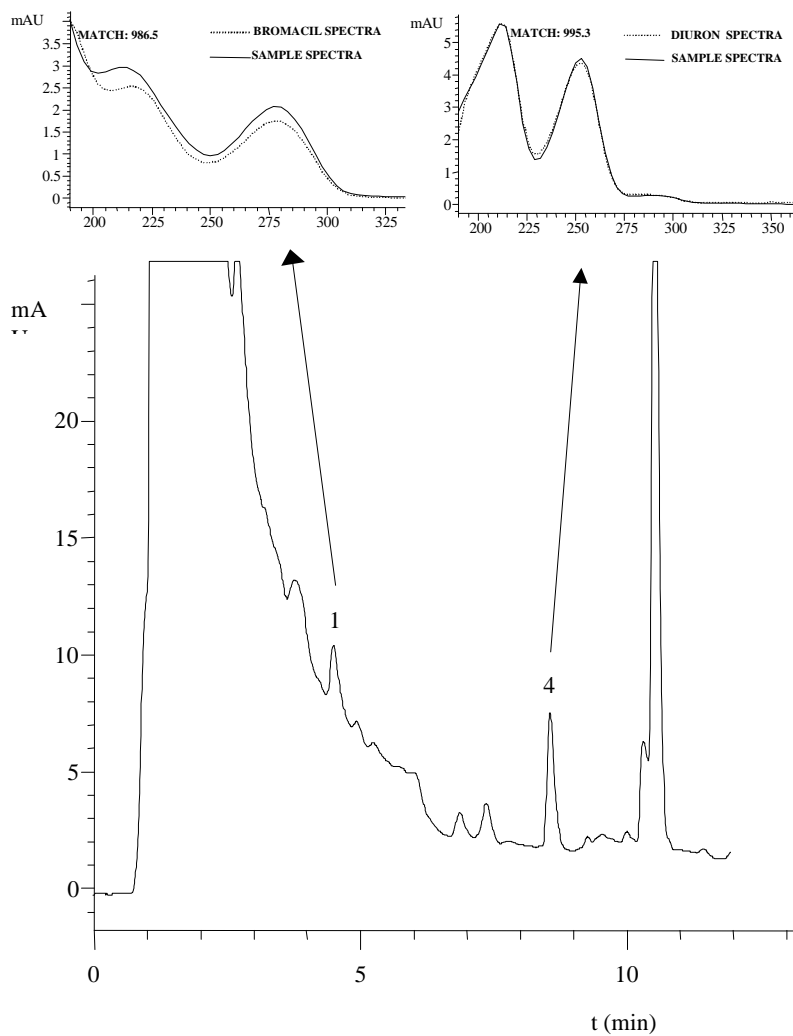 mAU
MATCH: 986.5
BROMACIL SPECTRA
SAMPLE SPECTRA
3.5
3
2.5
2
1.5
1
0.5
0
200 225 250 275 300 325
mAU
MATCH: 995.3
DIURON SPECTRA
SAMPLE SPECTRA
5
4
3
2
1
0
200 225 250 275 300 325 350
mA
20
15
10
5
0
1
4
0 5 10
t (min)